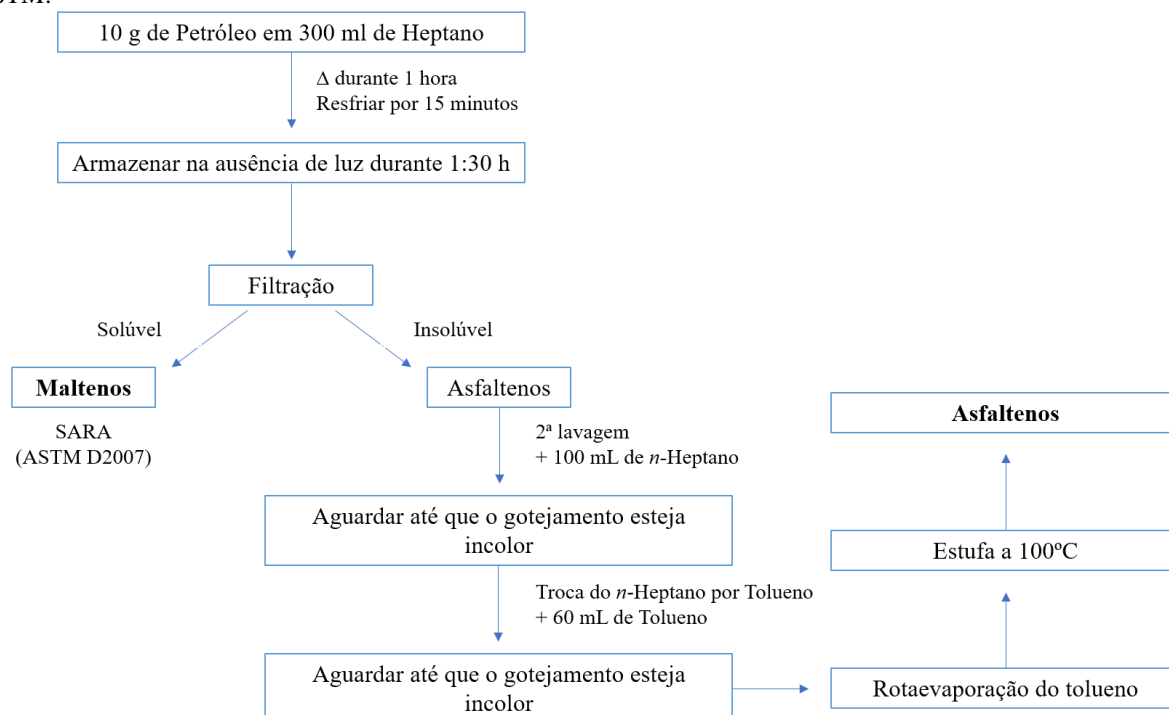 10 g de Petróleo em 300 ml de Heptano
Δ durante 1 hora
Resfriar por 15 minutos
Armazenar na ausência de luz durante 1:30 h
Filtração
Solúvel
Insolúvel
Maltenos
SARA
(ASTM D2007)
Asfaltenos
2ª lavagem
+ 100 mL de n-Heptano
Aguardar até que o gotejamento esteja
incolor
Troca do n-Heptano por Tolueno
+ 60 mL de Tolueno
Aguardar até que o gotejamento esteja
incolor
Rotaevaporação do tolueno
Estufa a 100ºC
Asfaltenos